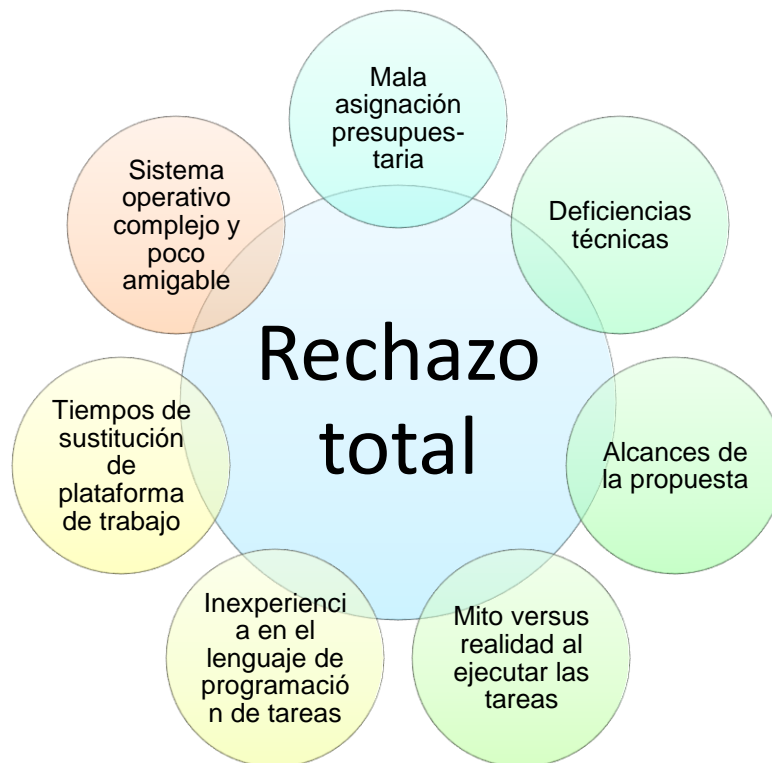 Mala
asignación
presupues-
taria
Deficiencias
técnicas
Alcances de
la propuesta
Mito versus
realidad al
ejecutar las
tareas
Inexperienci
a en el
lenguaje de
programació
n de tareas
Tiempos de
sustitución
de
plataforma
de trabajo
Sistema
operativo
complejo y
poco
amigable
Rechazo
total